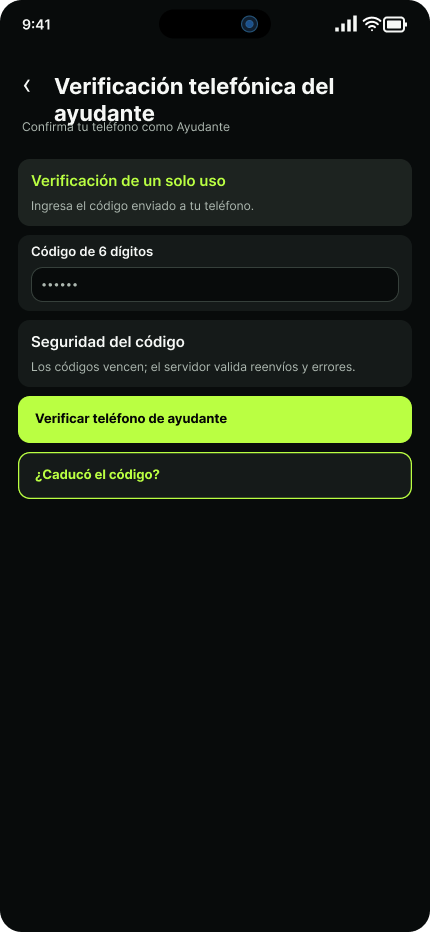 9:41
Verificación telefónica del
ayudante
Confirma tu teléfono como Ayudante
Verificación de un solo uso
Ingresa el código enviado a tu teléfono.
Código de 6 dígitos
••••••
Seguridad del código
Los códigos vencen; el servidor valida reenvíos y errores.
Verificar teléfono de ayudante
¿Caducó el código?